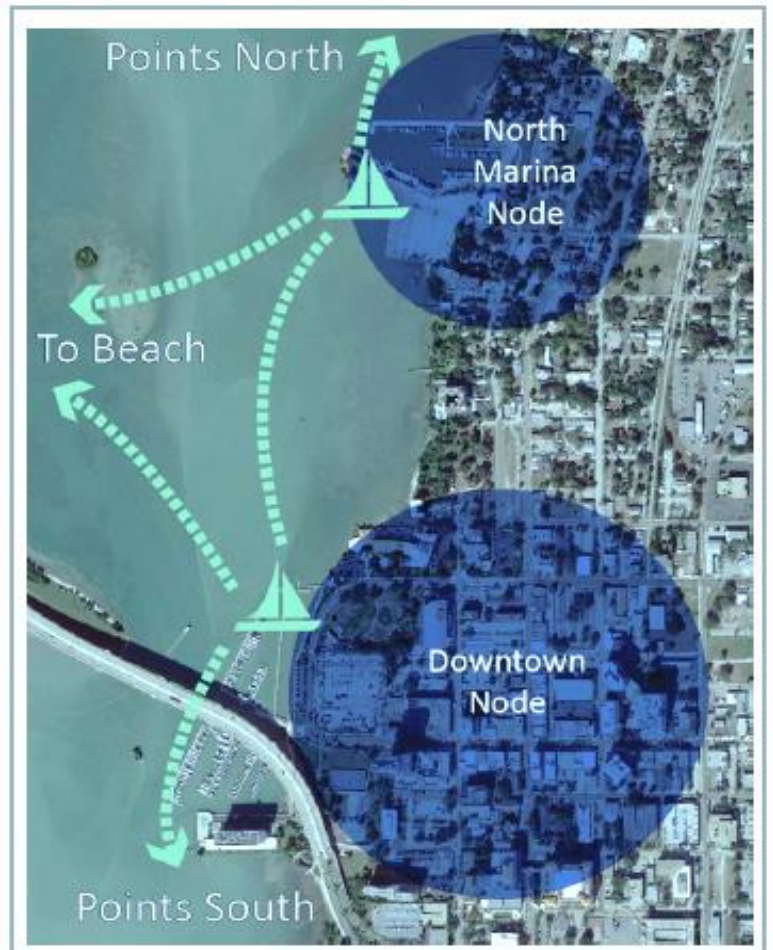 Points North
North
Marina
Node
To Beach
Downtown
Node
Points South